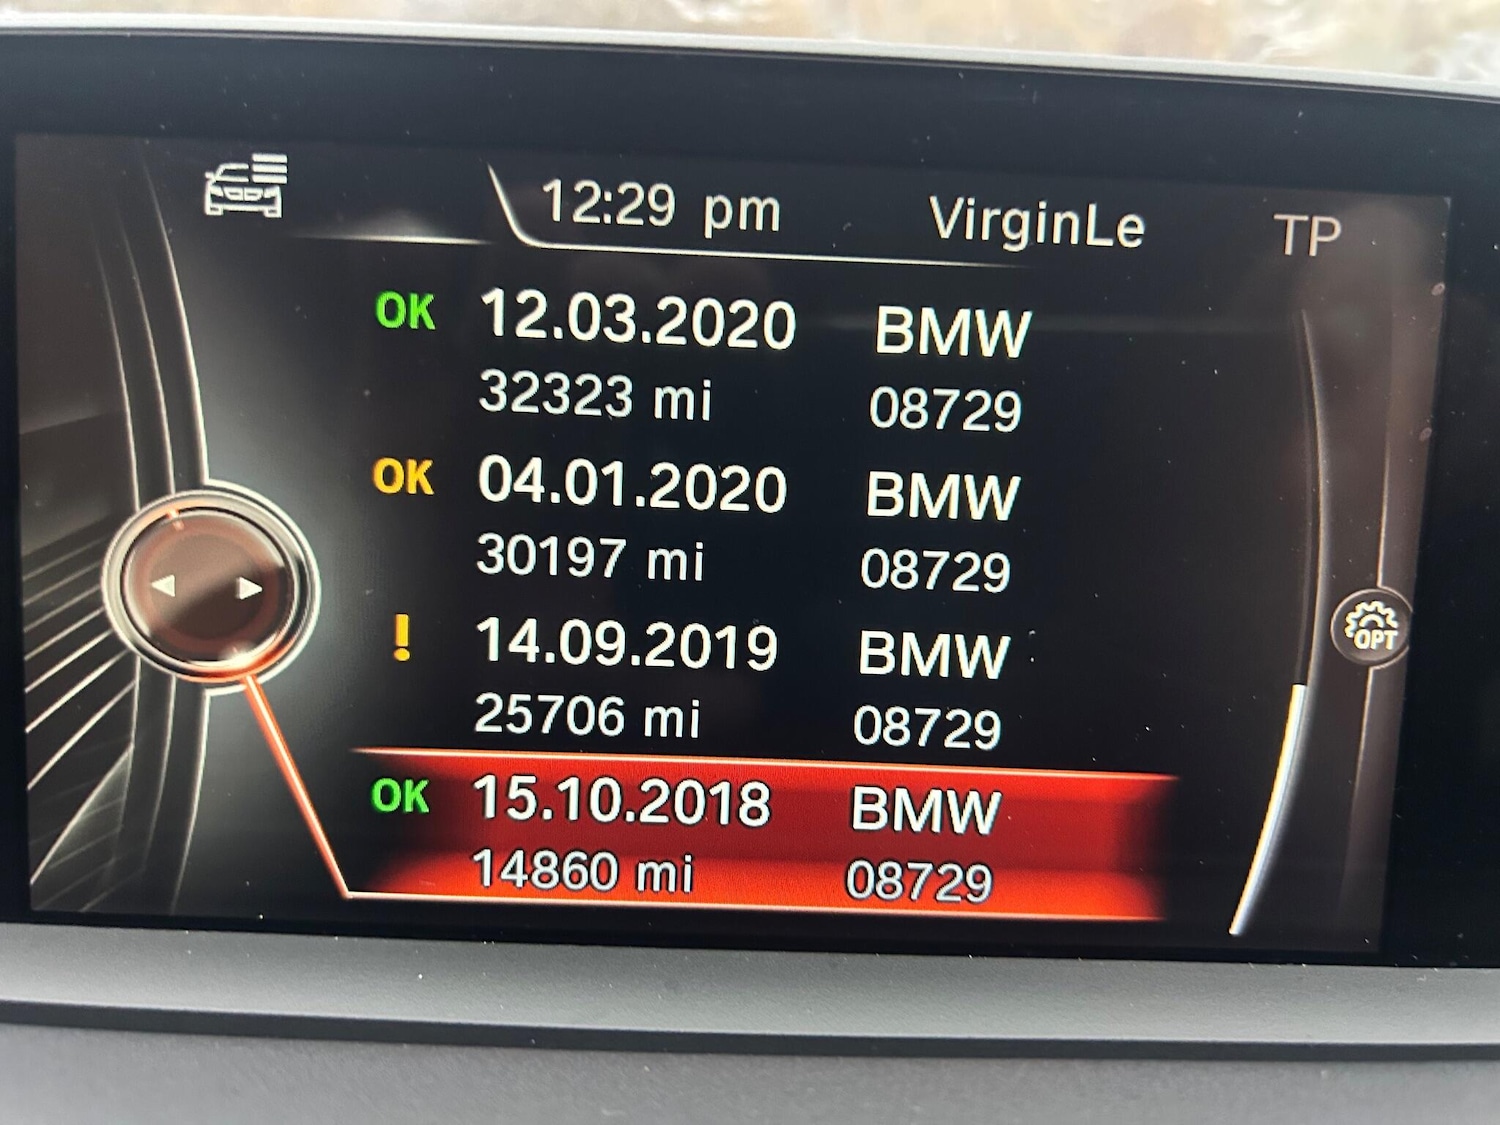 12:29 pm VirginLe TP
OK 12.03.2020 BMW
32323 mi 08729
OK 04.01.2020 BMW
30197 mi 08729
! 14.09.2019 BMW
25706 mi 08729
OPT
OK 15.10.2018 BMW
14860 mi 08729